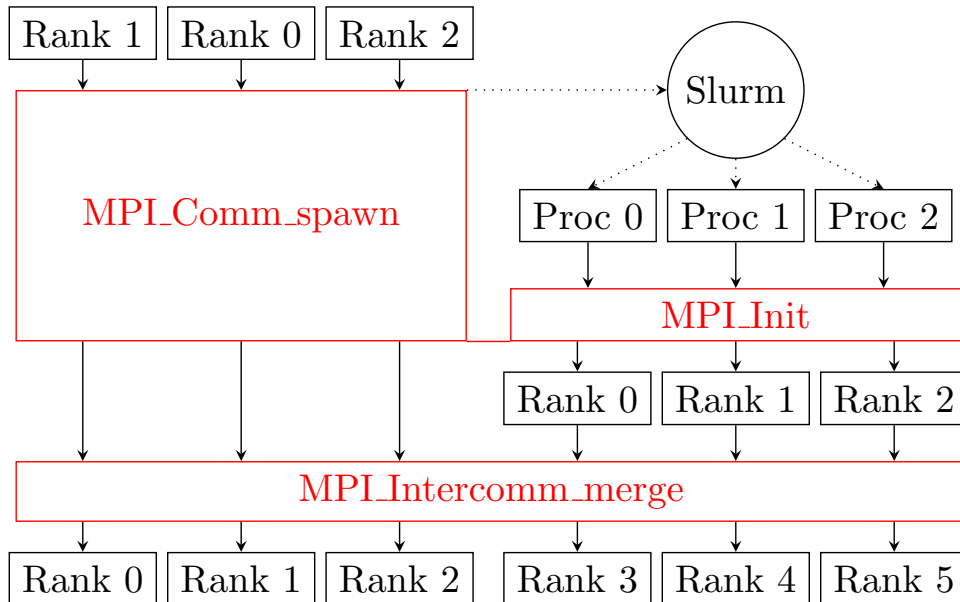 Rank 1 Rank 0 Rank 2
Slurm
MPI_Comm_spawn
Proc 0 Proc 1 Proc 2
MPI_Init
Rank 0 Rank 1 Rank 2
MPI_Intercomm_merge
Rank 0 Rank 1 Rank 2 Rank 3 Rank 4 Rank 5